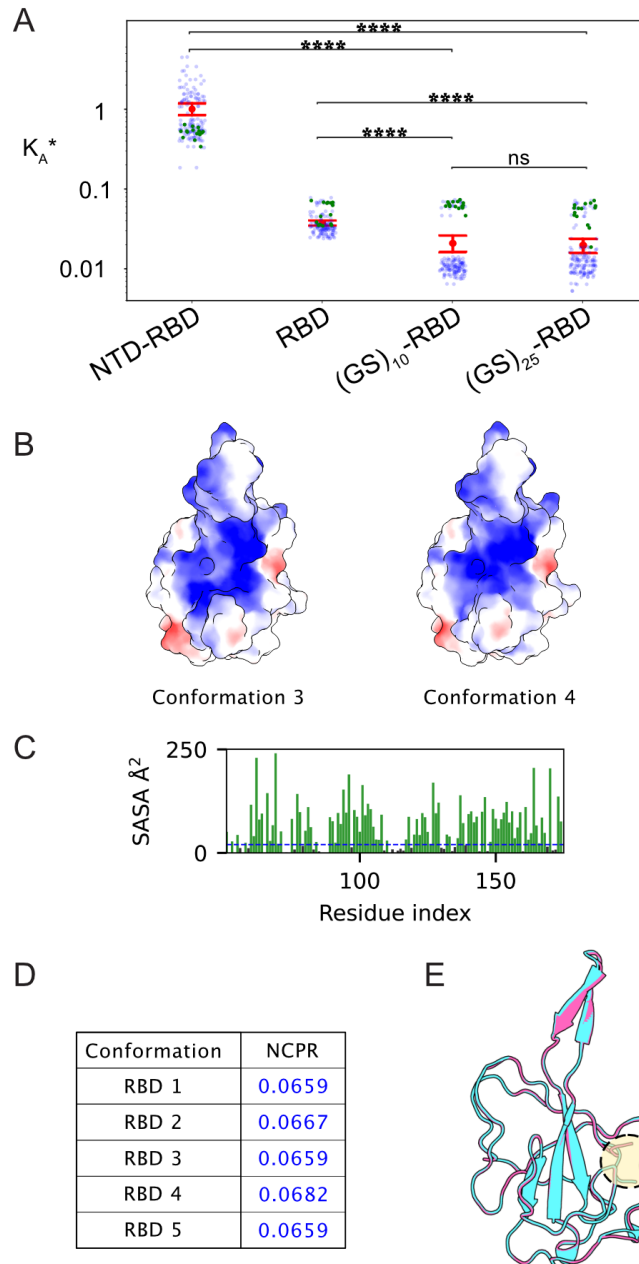 A
****
****
****
****
ns
K_A*
1
0.1
0.01
NTD-RBD
RBD
(GS)₁₀-RBD
(GS)₂₅-RBD
B
Conformation 3
Conformation 4
C
SASA Å²
250
0
100
150
Residue index
D
Conformation NCPR
RBD 1 0.0659
RBD 2 0.0667
RBD 3 0.0659
RBD 4 0.0682
RBD 5 0.0659
E